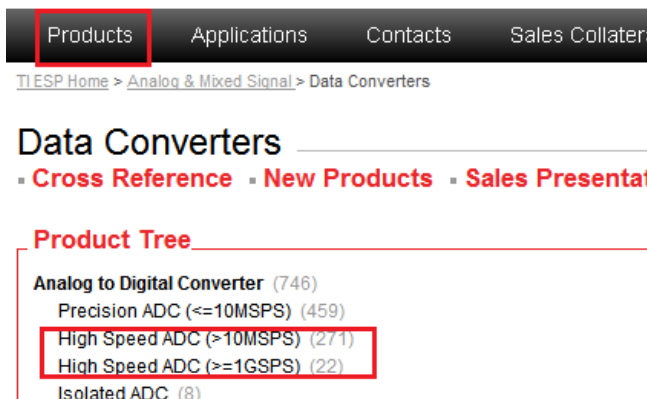 Products Applications Contacts Sales
TI ESP Home > Analog & Mixed Signal > Data Converters
Data Converters
Cross Reference New Products Sales
Product Tree
Analog to Digital Converter (746)
Precision ADC (<=10MSPS) (459)
High Speed ADC (>10MSPS) (271)
High Speed ADC (>=1GSPS) (22)
Isolated ADC (8)